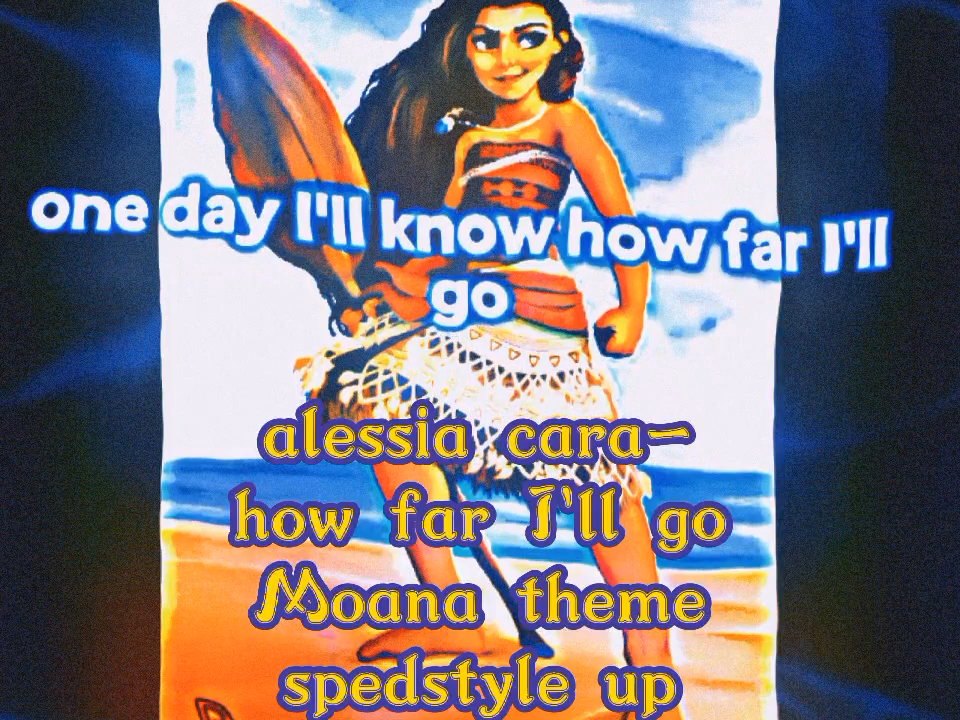 one day I'll know how far I'll
go
alessia cara-
how far I'll go
Moana theme
spedstyle up